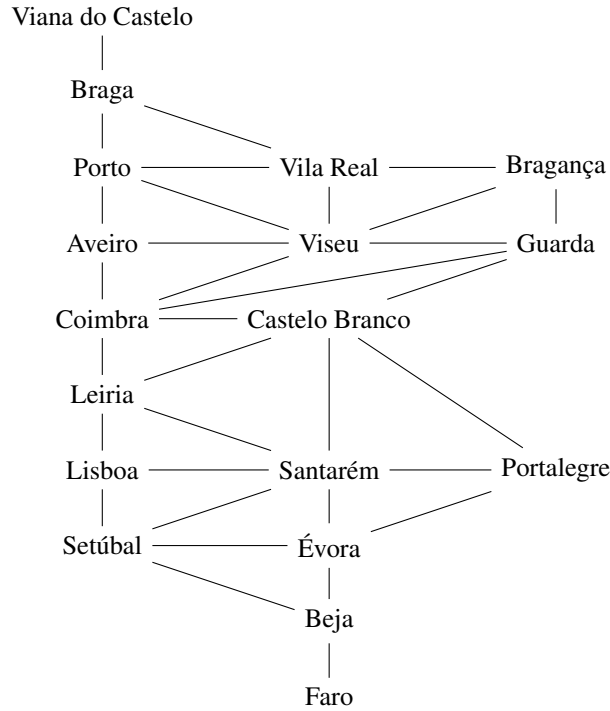 Viana do Castelo
Braga
Porto Vila Real Bragança
Aveiro Viseu Guarda
Coimbra Castelo Branco
Leiria
Lisboa Santarém Portalegre
Setúbal Évora
Beja
Faro